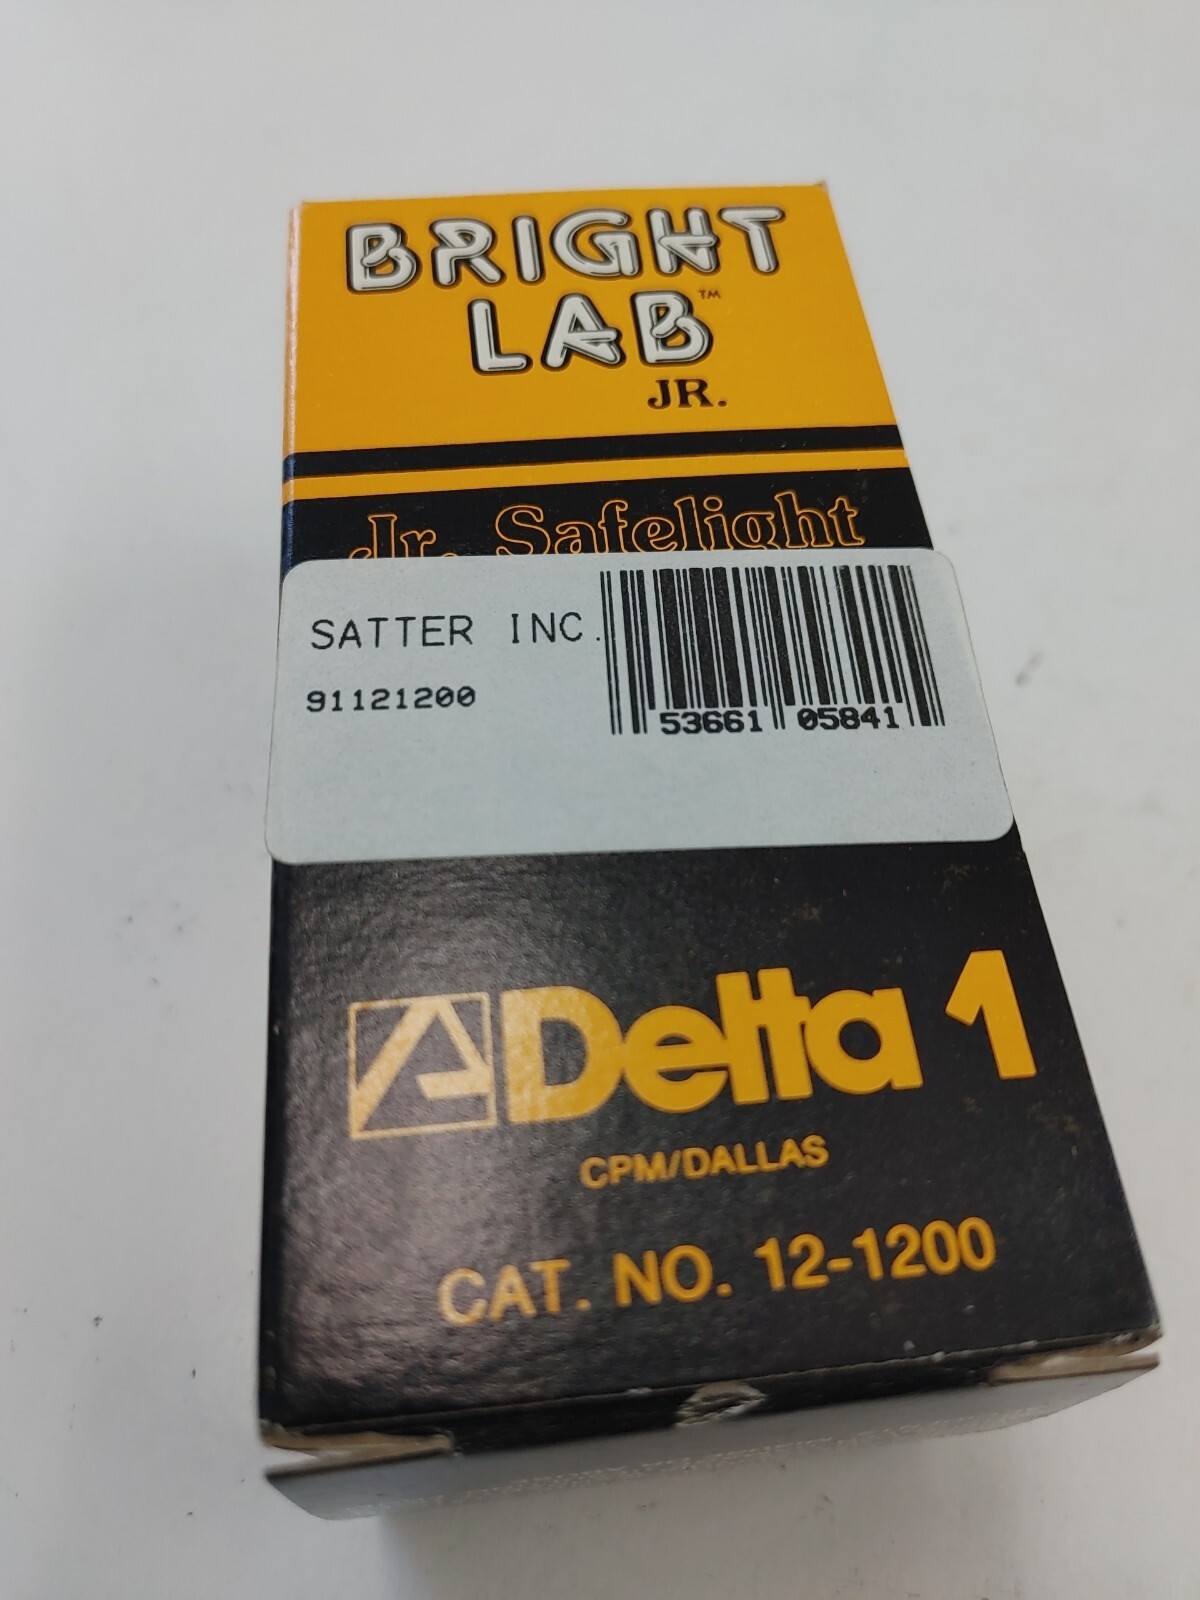 BRIGHT
LAB™
JR.
Jr. Safelight
SATTER INC.
91121200
53661 05841
Delta 1
CPM/DALLAS
CAT. NO. 12-1200